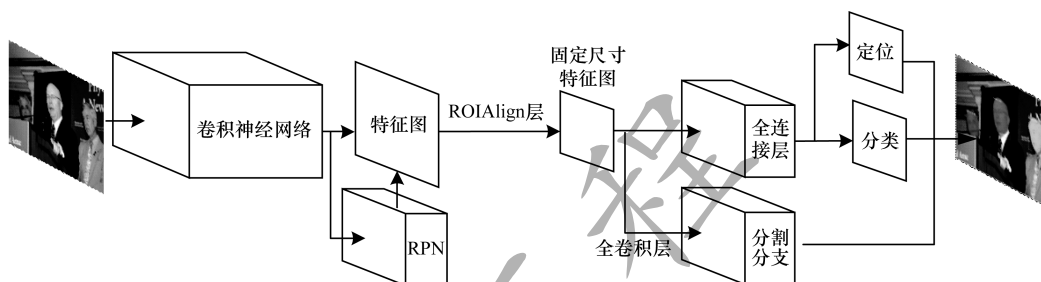 卷积神经网络
特征图
RPN
ROIAlign层
固定尺寸
特征图
全卷积层
全连
接层
分割
分支
定位
分类
程